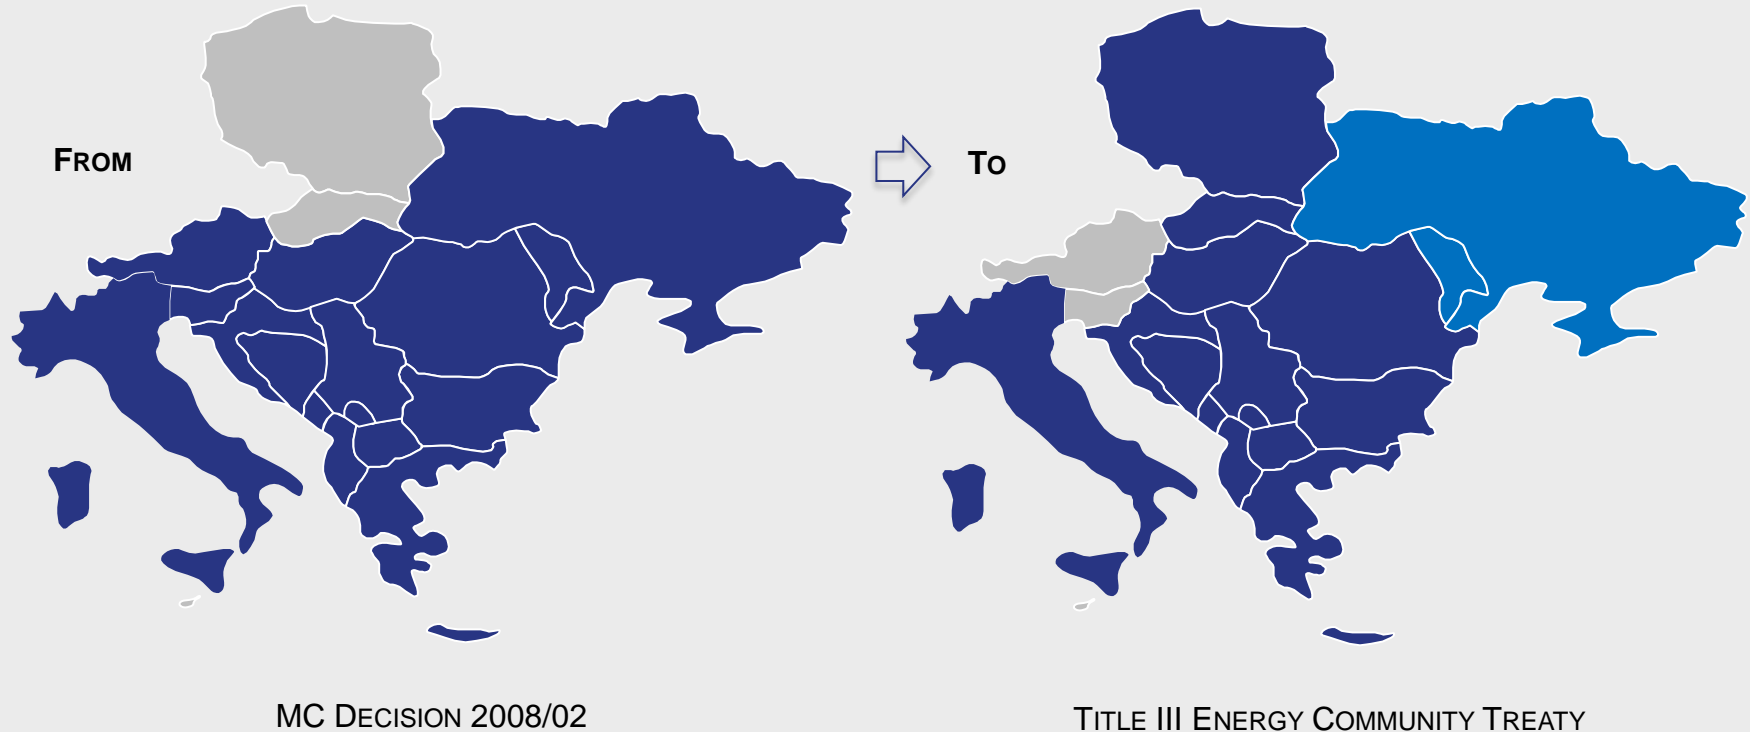 FROM
TO
MC DECISION 2008/02
TITLE III ENERGY COMMUNITY TREATY